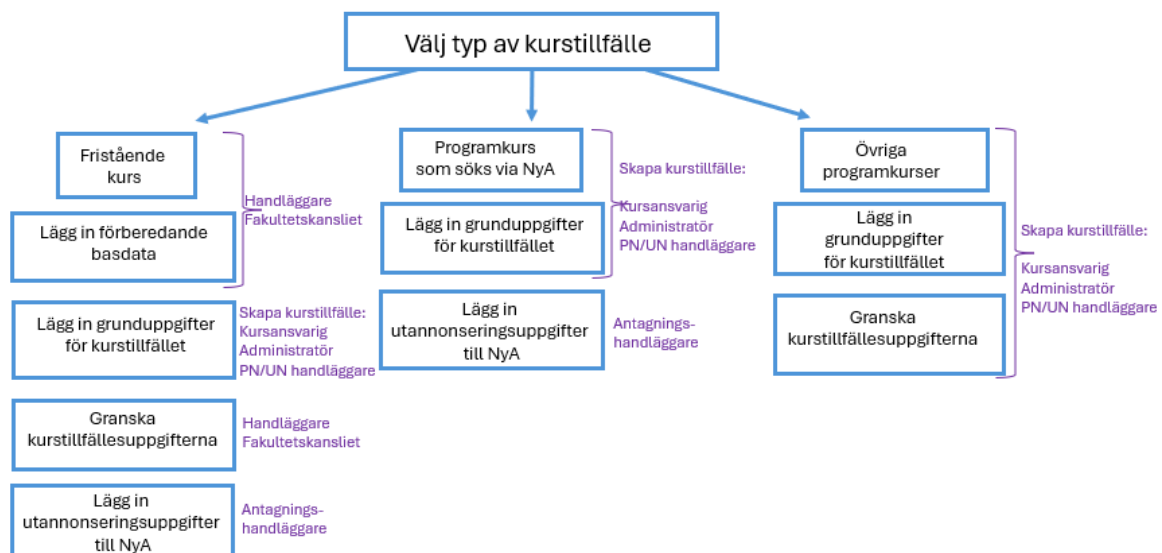 Välj typ av kurstillfälle
Fristående
kurs
Handläggare
Fakultetskansliet
Lägg in förberedande
basdata
Lägg in grunduppgifter
för kurstillfället
Skapa kurstillfälle:
Kursansvarig
Administratör
PN/UN handläggare
Granska
kurstillfällesuppgifterna
Handläggare
Fakultetskansliet
Lägg in
utannonseringsuppgifter
till NyA
Antagnings-
handläggare
Programkurs
som söks via NyA
Skapa kurstillfälle:
Kursansvarig
Administratör
PN/UN handläggare
Lägg in grunduppgifter
för kurstillfället
Lägg in
utannonseringsuppgifter
till NyA
Antagnings-
handläggare
Övriga
programkurser
Lägg in
grunduppgifter
för kurstillfället
Skapa kurstillfälle:
Kursansvarig
Administratör
PN/UN handläggare
Granska
kurstillfällesuppgifterna